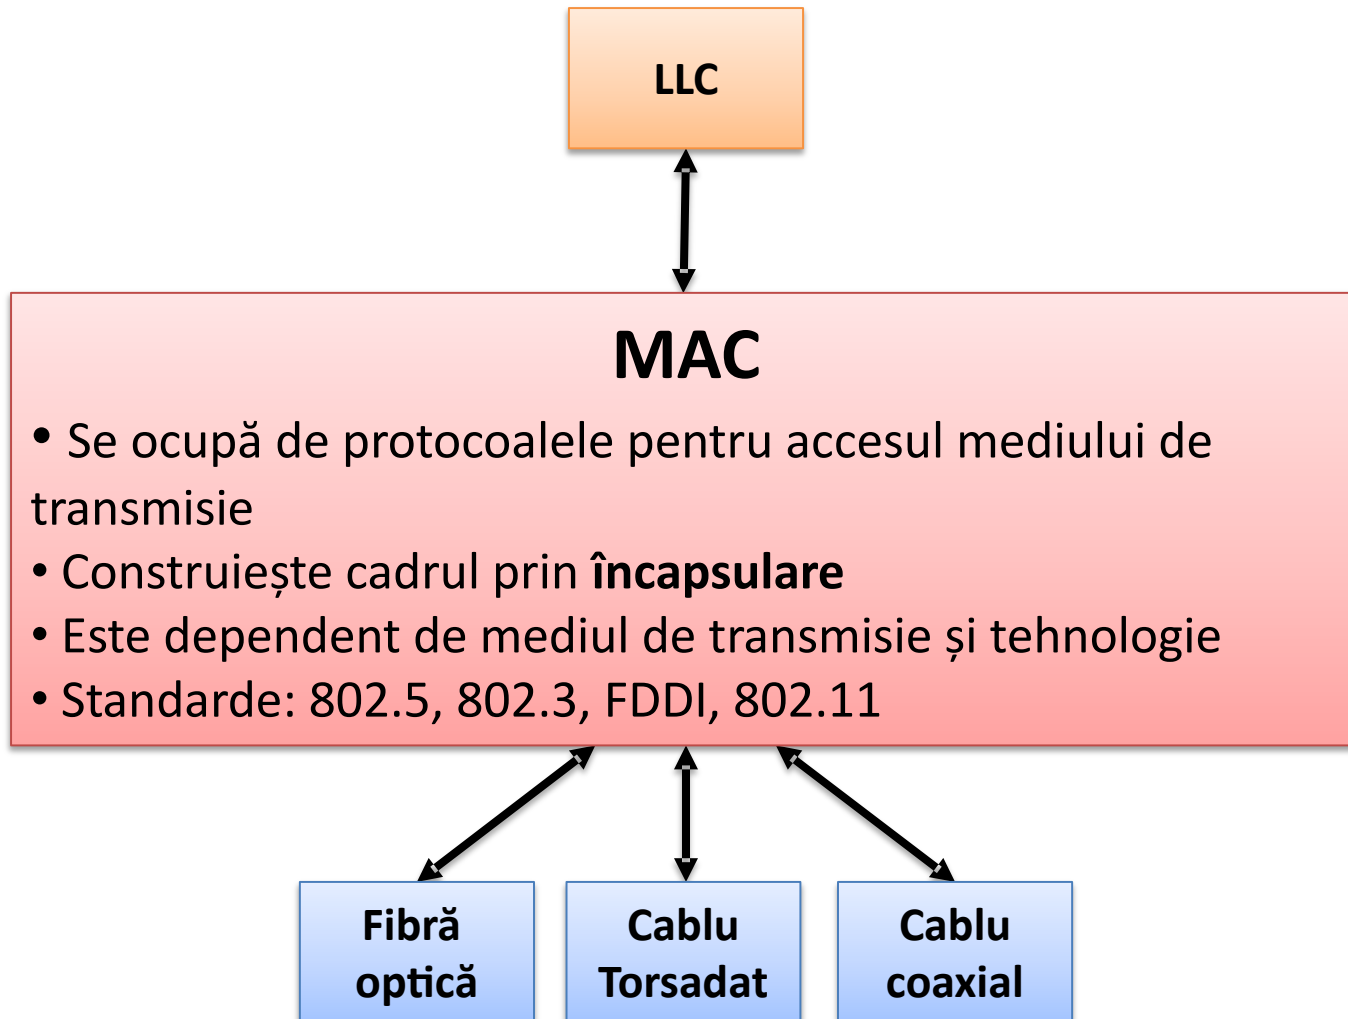 LLC
MAC
• Se ocupă de protocoalele pentru accesul mediului de
transmisie
• Construiește cadrul prin încapsulare
• Este dependent de mediul de transmisie și tehnologie
• Standarde: 802.5, 802.3, FDDI, 802.11
Fibră
optică
Cablu
Torsadat
Cablu
coaxial